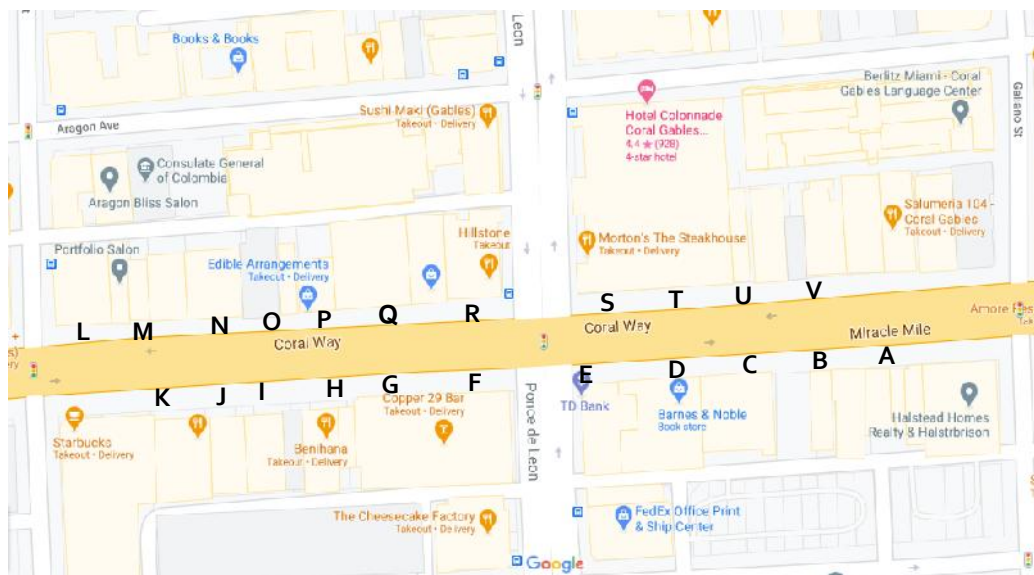 Leon
Books & Books
Berlitz Miami - Coral
Gables Language Center
Galiano St
Hotel Colonnade
Coral Gables...
4.4 ★ (928)
4-star hotel
Sushi Maki (Gables)
Takeout · Delivery
Aragon Ave
Consulate General
of Colombia
Aragon Bliss Salon
Salumeria 104 -
Coral Gables
Takeout · Delivery
Hillstone
Takeout
Morton's The Steakhouse
Takeout · Delivery
Portfolio Salon
Edible Arrangements
Takeout · Delivery
L M N O P Q R S T U V
Coral Way
Coral Way
Miracle Mile
K J I H G F E D C B A
TD Bank
Barnes & Noble
Book store
Ponce de Leon
Copper 29 Bar
Takeout · Delivery
Halstead Homes
Realty & Halstrbrison
Starbucks
Takeout · Delivery
Benihana
Takeout · Delivery
The Cheesecake Factory
Takeout · Delivery
FedEx Office Print
& Ship Center
Google